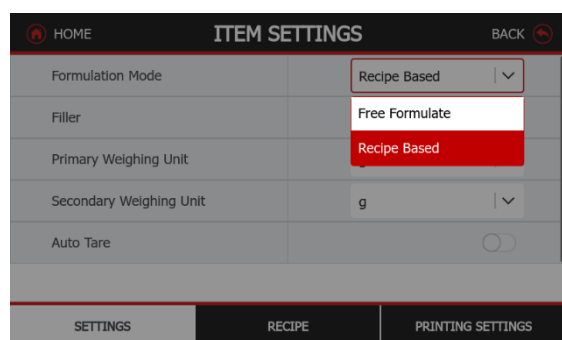 HOME ITEM SETTINGS BACK
Formulation Mode Recipe Based
Free Formulate
Filler
Recipe Based
Primary Weighing Unit
Secondary Weighing Unit g
Auto Tare
SETTINGS RECIPE PRINTING SETTINGS